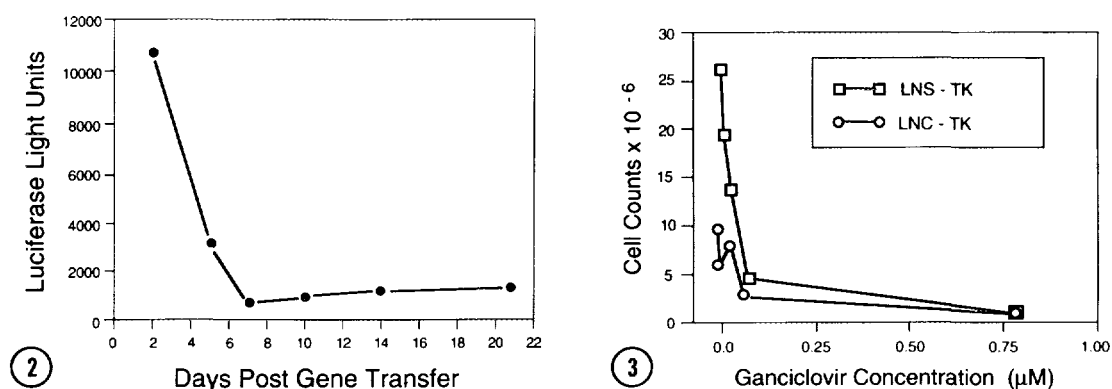 12000
10000
8000
6000
4000
2000
0
0 2 4 6 8 10 12 14 16 18 20 22
Luciferase Light Units
Days Post Gene Transfer
2
30
25
20
15
10
5
0
0.0 0.25 0.50 0.75 1.00
Cell Counts x 10 -6
LNS - TK
LNC - TK
Ganciclovir Concentration (μM)
3